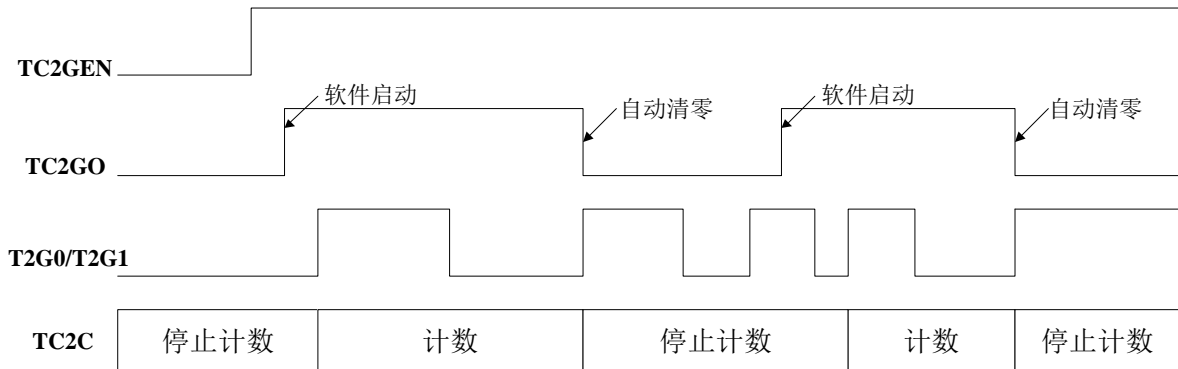 TC2GEN
软件启动 自动清零 软件启动 自动清零
TC2GO
T2G0/T2G1
TC2C 停止计数 计数 停止计数 计数 停止计数